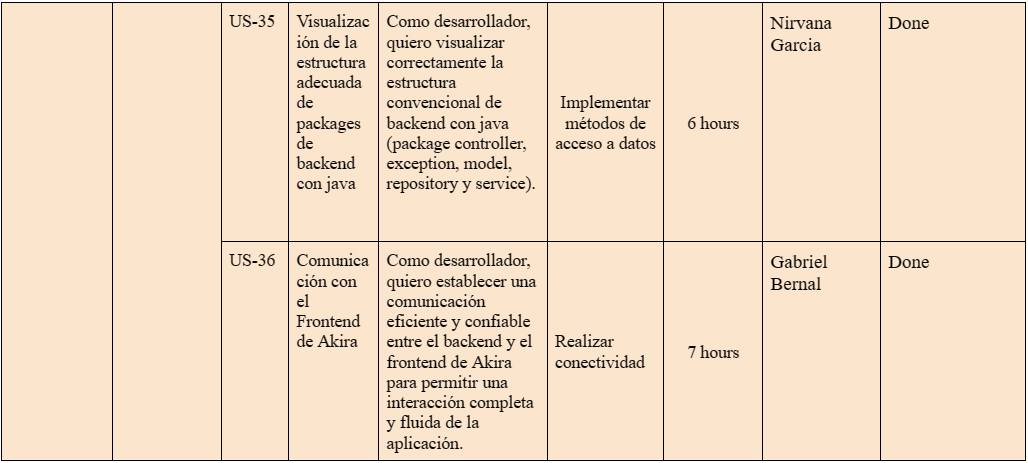 US-35
Visualizac
ión de la
estructura
adecuada
de
packages
de
backend
con java
Como desarrollador,
quiero visualizar
correctamente la
estructura
convencional de
backend con java
(package controller,
exception, model,
repository y service).
Implementar
métodos de
acceso a datos
6 hours
Nirvana
Garcia
Done
US-36
Comunica
ción con
el
Frontend
de Akira
Como desarrollador,
quiero establecer una
comunicación
eficiente y confiable
entre el backend y el
frontend de Akira
para permitir una
interacción completa
y fluida de la
aplicación.
Realizar
conectividad
7 hours
Gabriel
Bernal
Done